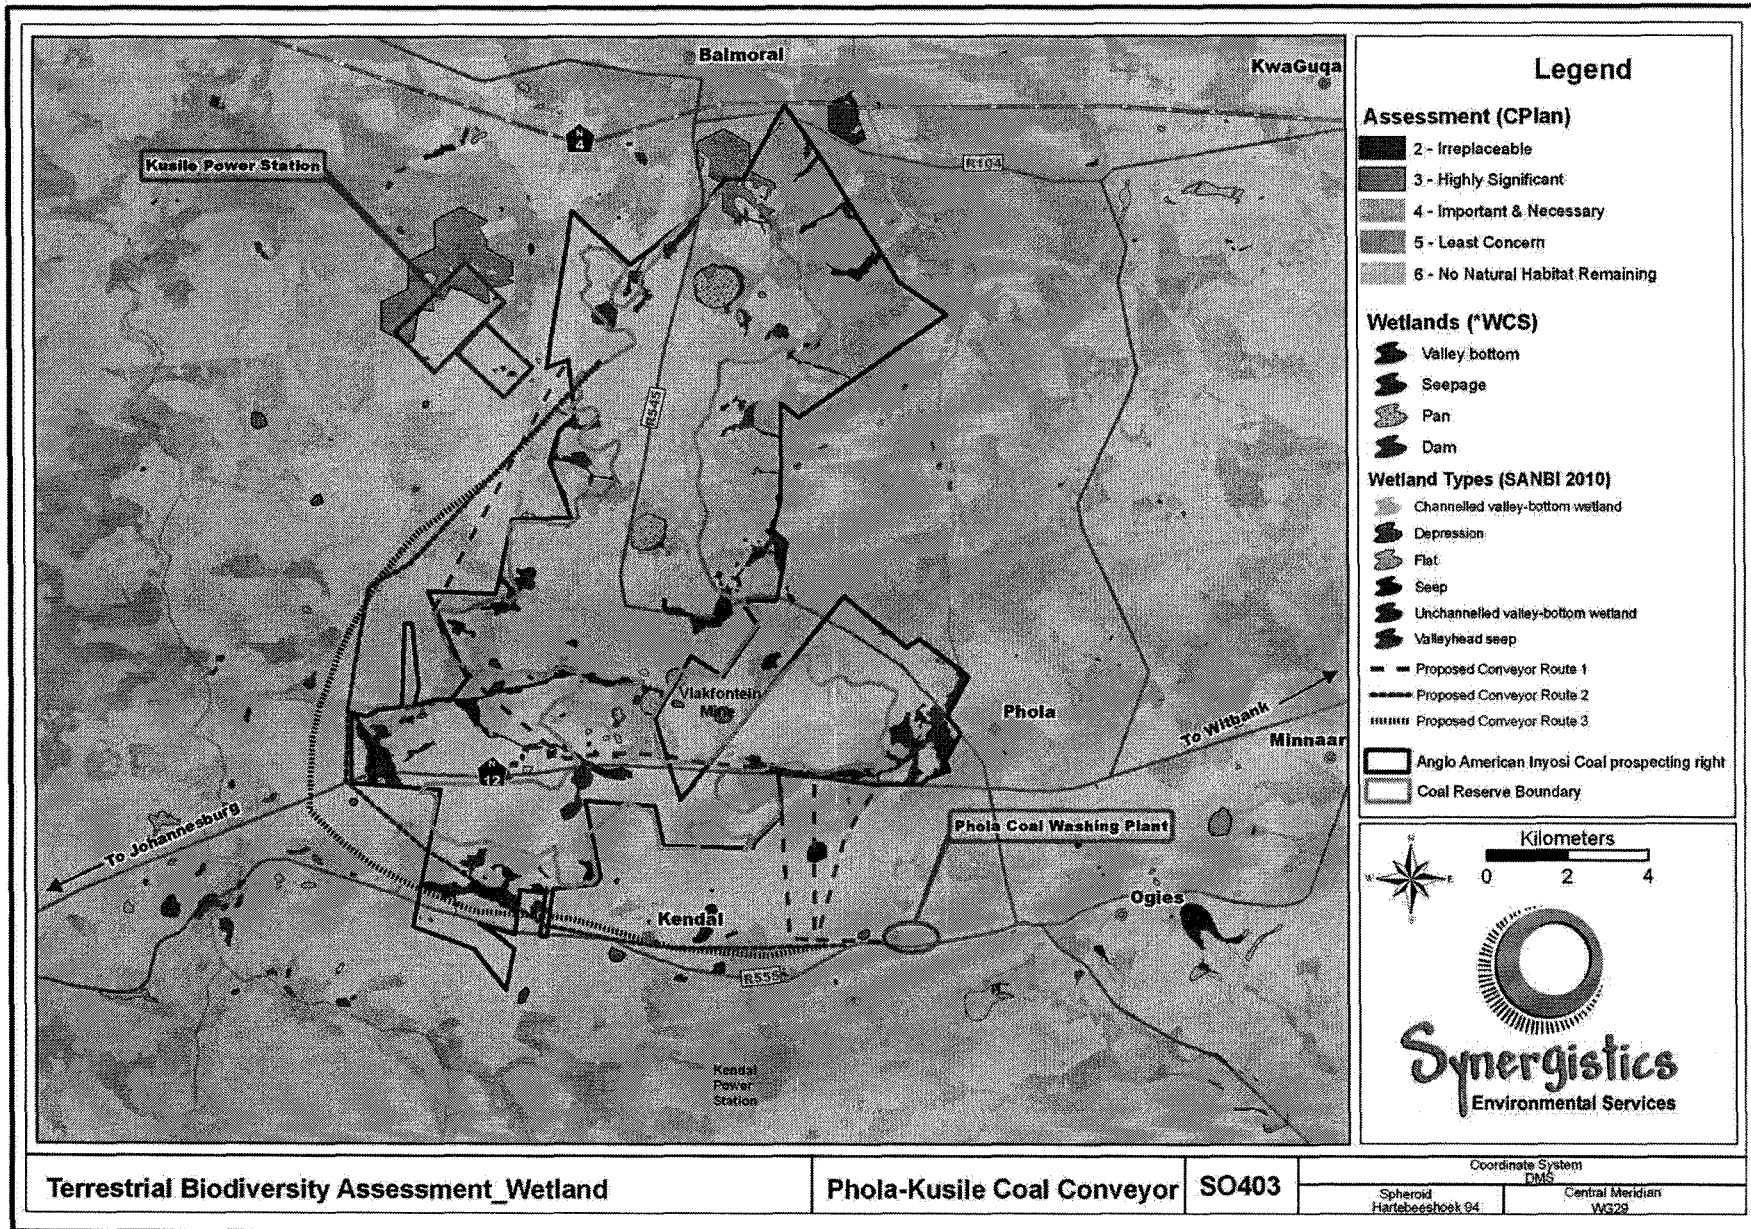 Balmoral
KwaGuqa
N
4
Kusile Power Station
R104
R545
Vlakfontein
Mine
Phola
To Witbank
Minnaar
N
12
To Johannesburg
Phola Coal Washing Plant
Ogies
Kendal
R555
Kendal
Power
Station
Legend
Assessment (CPlan)
2 - Irreplaceable
3 - Highly Significant
4 - Important & Necessary
5 - Least Concern
6 - No Natural Habitat Remaining
Wetlands (*WCS)
Valley bottom
Seepage
Pan
Dam
Wetland Types (SANBI 2010)
Channelled valley-bottom wetland
Depression
Flat
Seep
Unchannelled valley-bottom wetland
Valleyhead seep
Proposed Conveyor Route 1
Proposed Conveyor Route 2
Proposed Conveyor Route 3
Anglo American Inyosi Coal prospecting right
Coal Reserve Boundary
Kilometers
0 2 4
N
W E
S
Synergistics
Environmental Services
Terrestrial Biodiversity Assessment_Wetland
Phola-Kusile Coal Conveyor
SO403
Coordinate System
DMS
Spheroid
Hartebeeshoek 94
Central Meridian
WG29